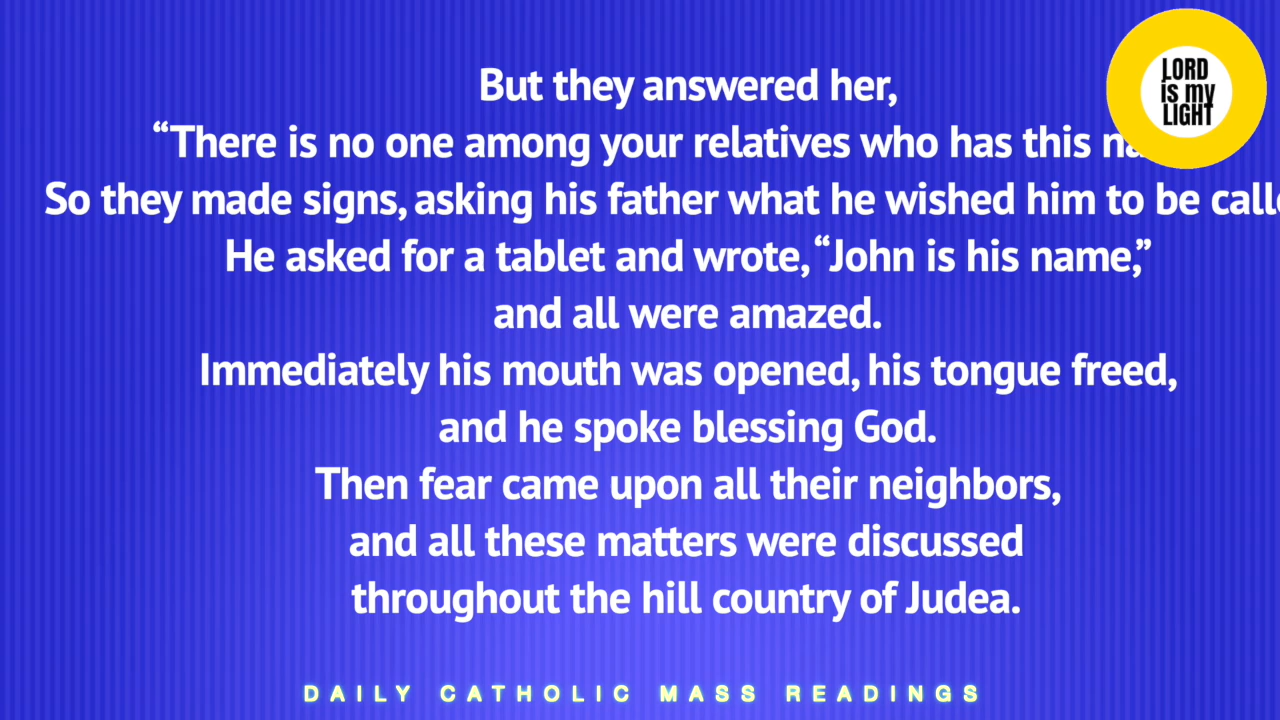 LORD
is my
LIGHT
But they answered her,
“There is no one among your relatives who has this
So they made signs, asking his father what he wished him to be
He asked for a tablet and wrote, “John is his name,”
and all were amazed.
Immediately his mouth was opened, his tongue freed,
and he spoke blessing God.
Then fear came upon all their neighbors,
and all these matters were discussed
throughout the hill country of Judea.
DAILY CATHOLIC MASS READINGS